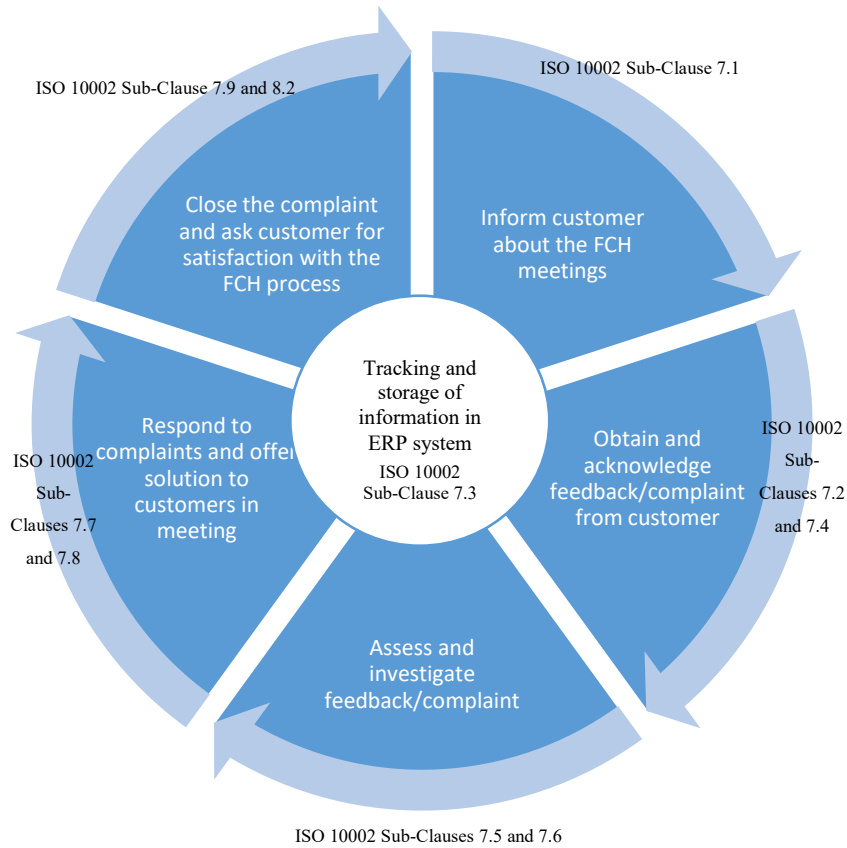 ISO 10002 Sub-Clause 7.9 and 8.2
ISO 10002 Sub-Clause 7.1
Close the complaint
and ask customer for
satisfaction with the
FCH process
Inform customer
about the FCH
meetings
Tracking and
storage of
information in
ERP system
ISO 10002
Sub-Clause 7.3
Respond to
complaints and offer
solution to
customers in
meeting
ISO 10002
Sub-
Clauses 7.7
and 7.8
Obtain and
acknowledge
feedback/complaint
from customer
ISO 10002
Sub-
Clauses 7.2
and 7.4
Assess and
investigate
feedback/complaint
ISO 10002 Sub-Clauses 7.5 and 7.6